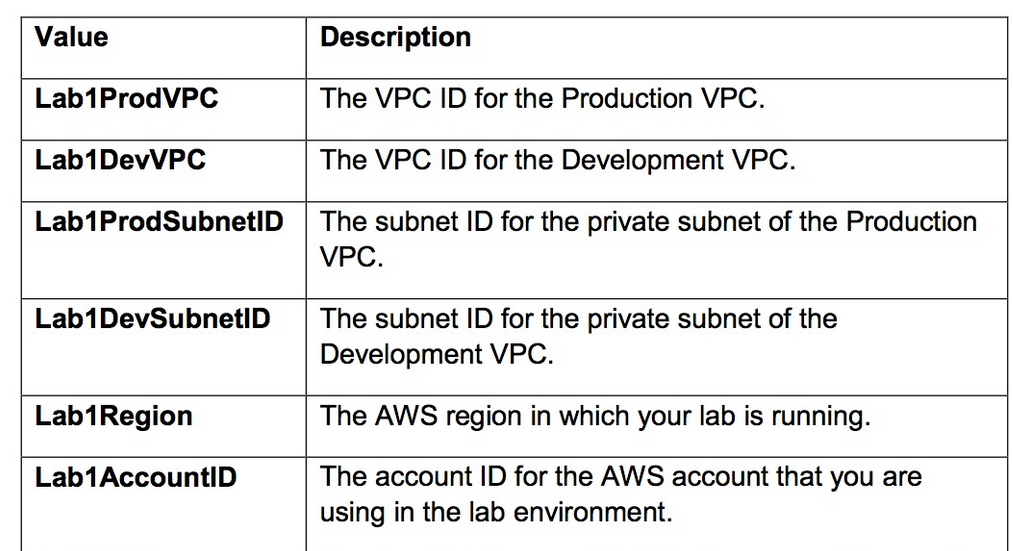 Value Description
Lab1ProdVPC The VPC ID for the Production VPC.
Lab1DevVPC The VPC ID for the Development VPC.
Lab1ProdSubnetID The subnet ID for the private subnet of the Production
VPC.
Lab1DevSubnetID The subnet ID for the private subnet of the
Development VPC.
Lab1Region The AWS region in which your lab is running.
Lab1AccountID The account ID for the AWS account that you are
using in the lab environment.